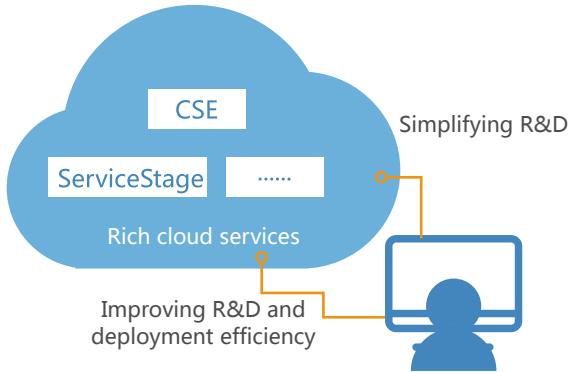 CSE
Simplifying R&D
ServiceStage
······
Rich cloud services
Improving R&D and
deployment efficiency